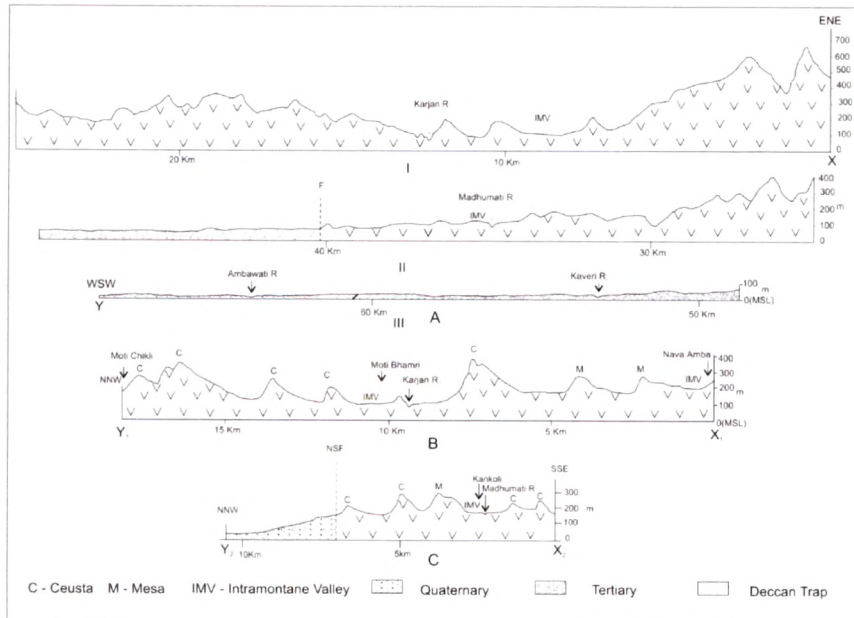 ENE
700
600
500
400
300
200
100
0
Karjan R
IMV
20 Km
10 Km
X
I
F
Madhumati R
IMV
400
300
200
m
100
0
40 Km
30 Km
II
WSW
Ambawati R
Kaveri R
100
m
0(MSL)
Y
60 Km
50 Km
III
A
Moti Chikli
NNW
C
C
C
C
Moti Bhamri
IMV
Karjan R
C
M
M
Nava Amba
IMV
400
300
200
m
100
0(MSL)
Y
15 Km
10 Km
5 Km
X
B
NSF
SSE
NNW
C
C
M
Kankoli
Madhumati R
IMV
C
C
300
200
m
100
0
Y2
10Km
5km
X2
C
C - Ceusta M - Mesa IMV - Intramontane Valley Quaternary Tertiary Deccan Trap